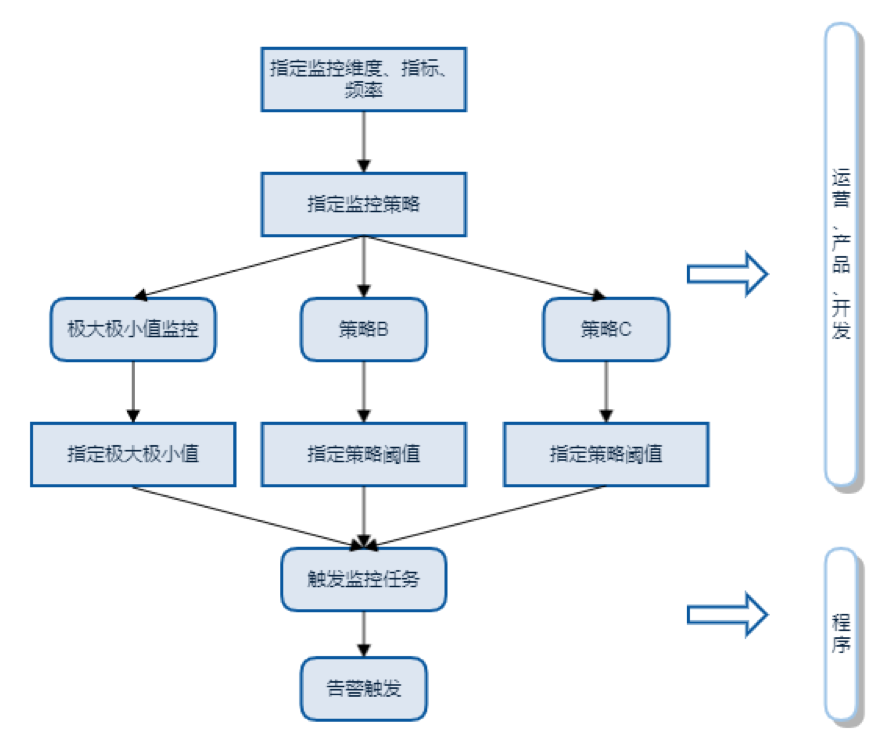 指定监控维度、指标、
频率
指定监控策略
极大极小值监控
策略B
策略C
指定极大极小值
指定策略阈值
指定策略阈值
触发监控任务
告警触发
运营、产品、开发
程序